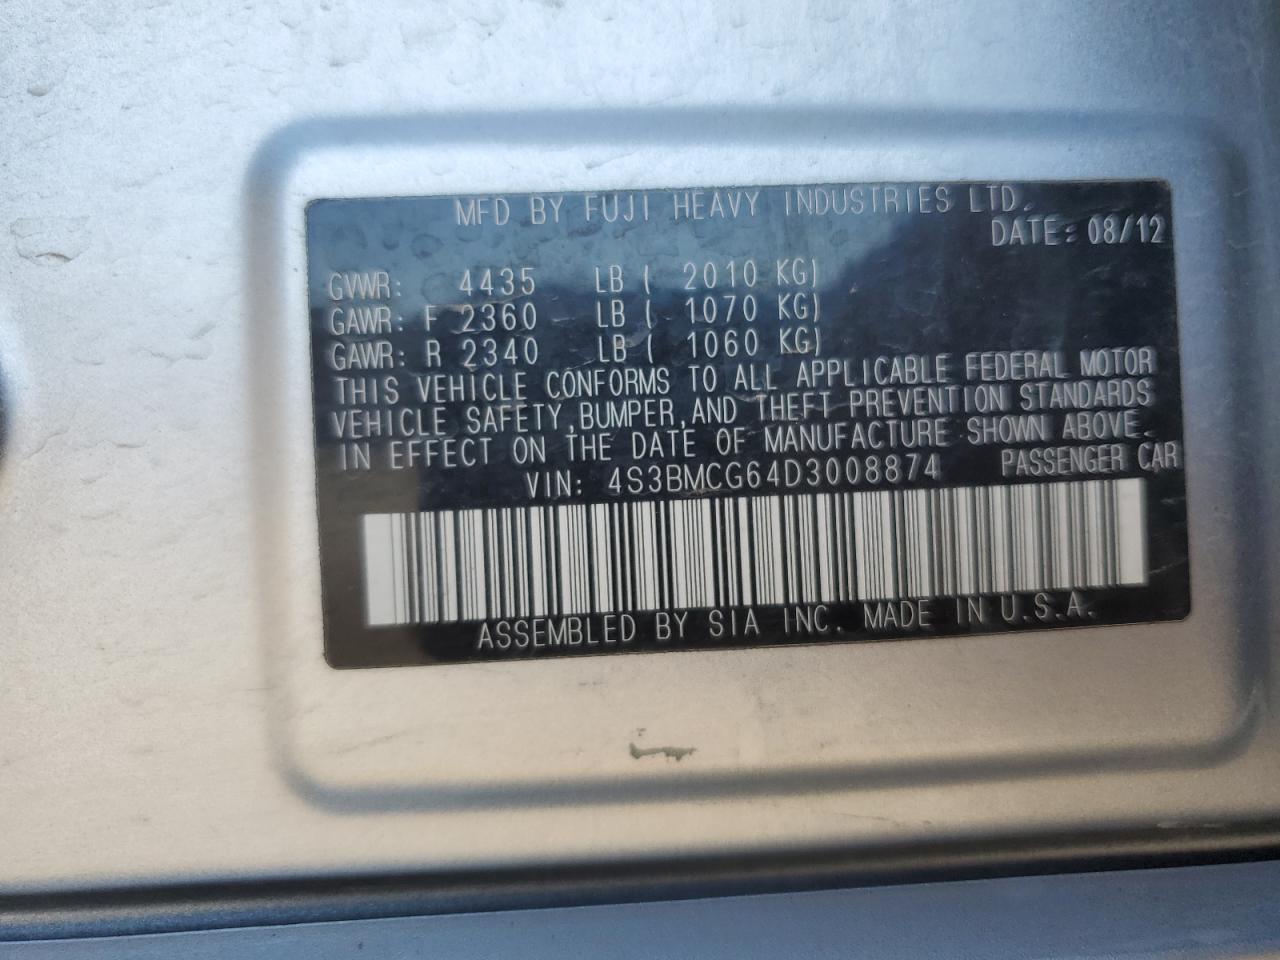 MFD BY FUJI HEAVY INDUSTRIES LTD.
DATE: 08/12
GVWR: 4435 LB ( 2010 KG)
GAWR: F 2360 LB ( 1070 KG)
GAWR: R 2340 LB ( 1060 KG)
THIS VEHICLE CONFORMS TO ALL APPLICABLE FEDERAL MOTOR
VEHICLE SAFETY, BUMPER, AND THEFT PREVENTION STANDARDS
IN EFFECT ON THE DATE OF MANUFACTURE SHOWN ABOVE.
VIN: 4S3BMCG64D3008874 PASSENGER CAR
ASSEMBLED BY SIA INC. MADE IN U.S.A.